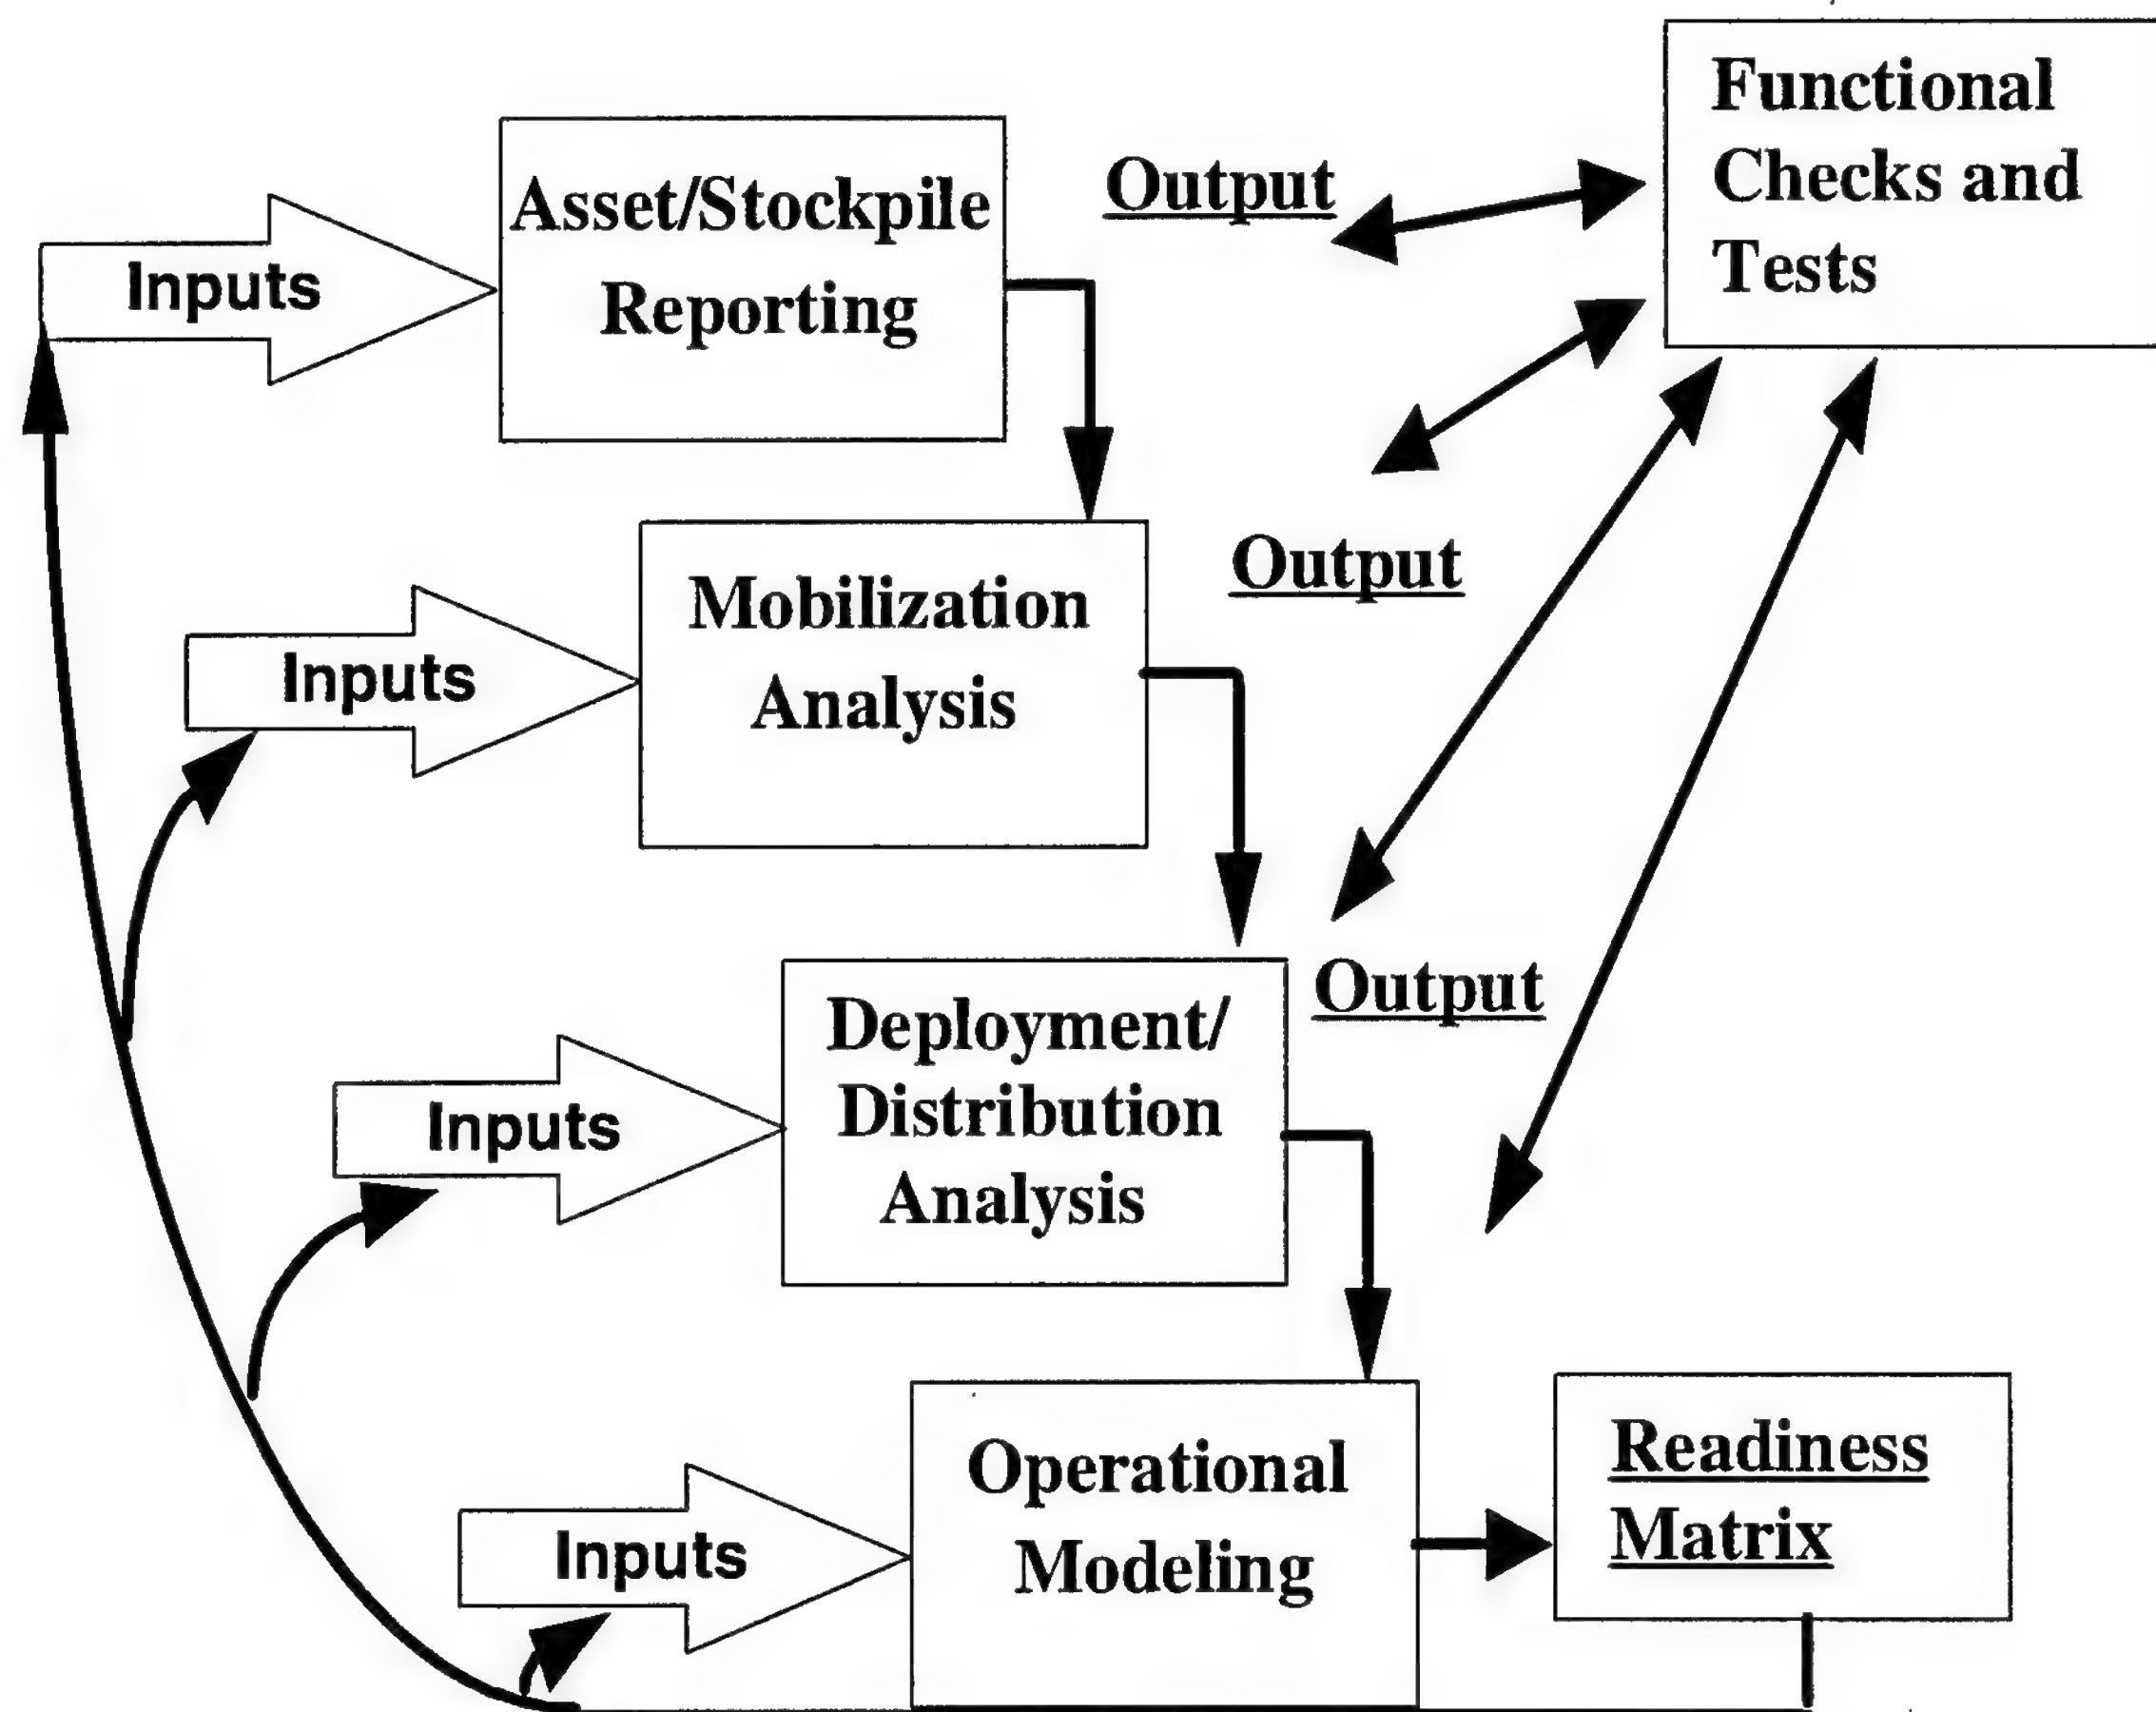 Functional
Checks and
Tests
Asset/Stockpile
Reporting
Output
Inputs
Mobilization
Analysis
Output
Inputs
Deployment/
Distribution
Analysis
Output
Inputs
Operational
Modeling
Readiness
Matrix
Inputs